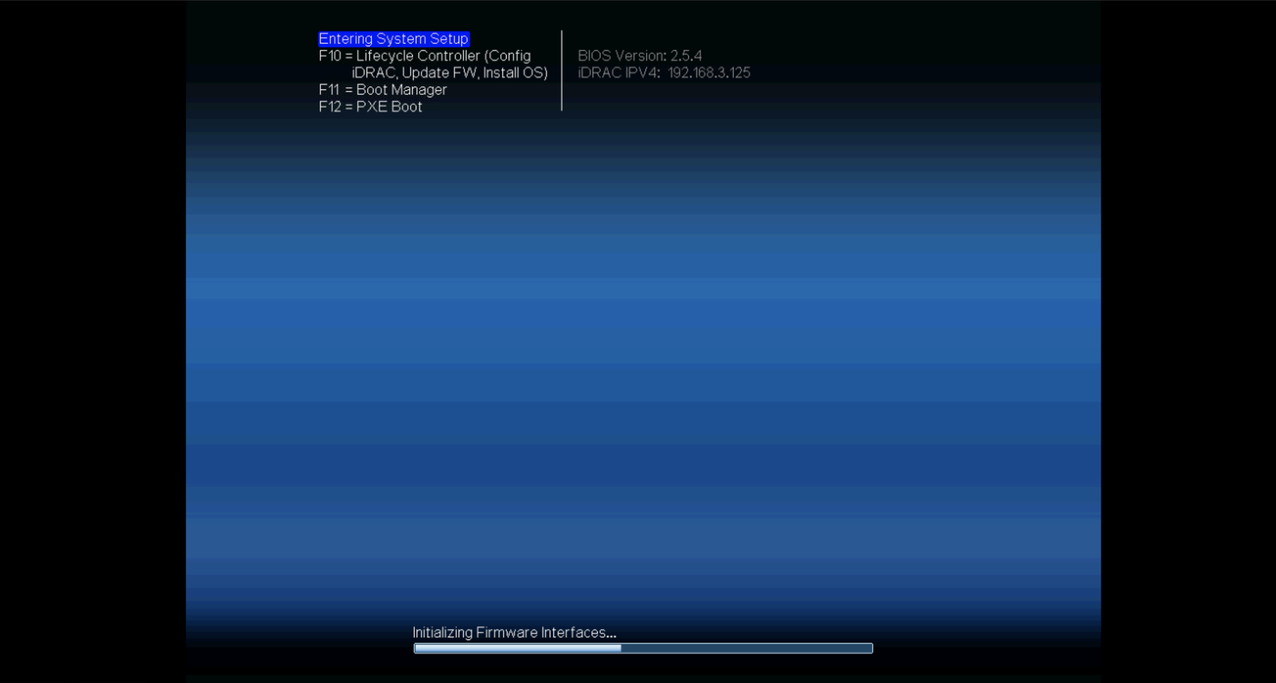 Entering System Setup
F10 = Lifecycle Controller (Config
iDRAC, Update FW, Install OS)
F11 = Boot Manager
F12 = PXE Boot
BIOS Version: 2.5.4
iDRAC IPV4: 192.168.3.125
Initializing Firmware Interfaces...